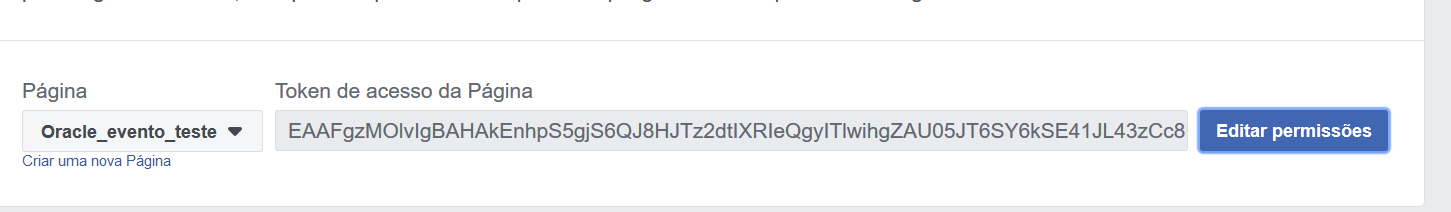 Página
Token de acesso da Página
Oracle_evento_teste
EAAFgzMOlvIgBAHAkEnhpS5gjS6QJ8HJTz2dtIXRIeQgyITlwihgZAU05JT6SY6kSE41JL43zCc8
Editar permissões
Criar uma nova Página